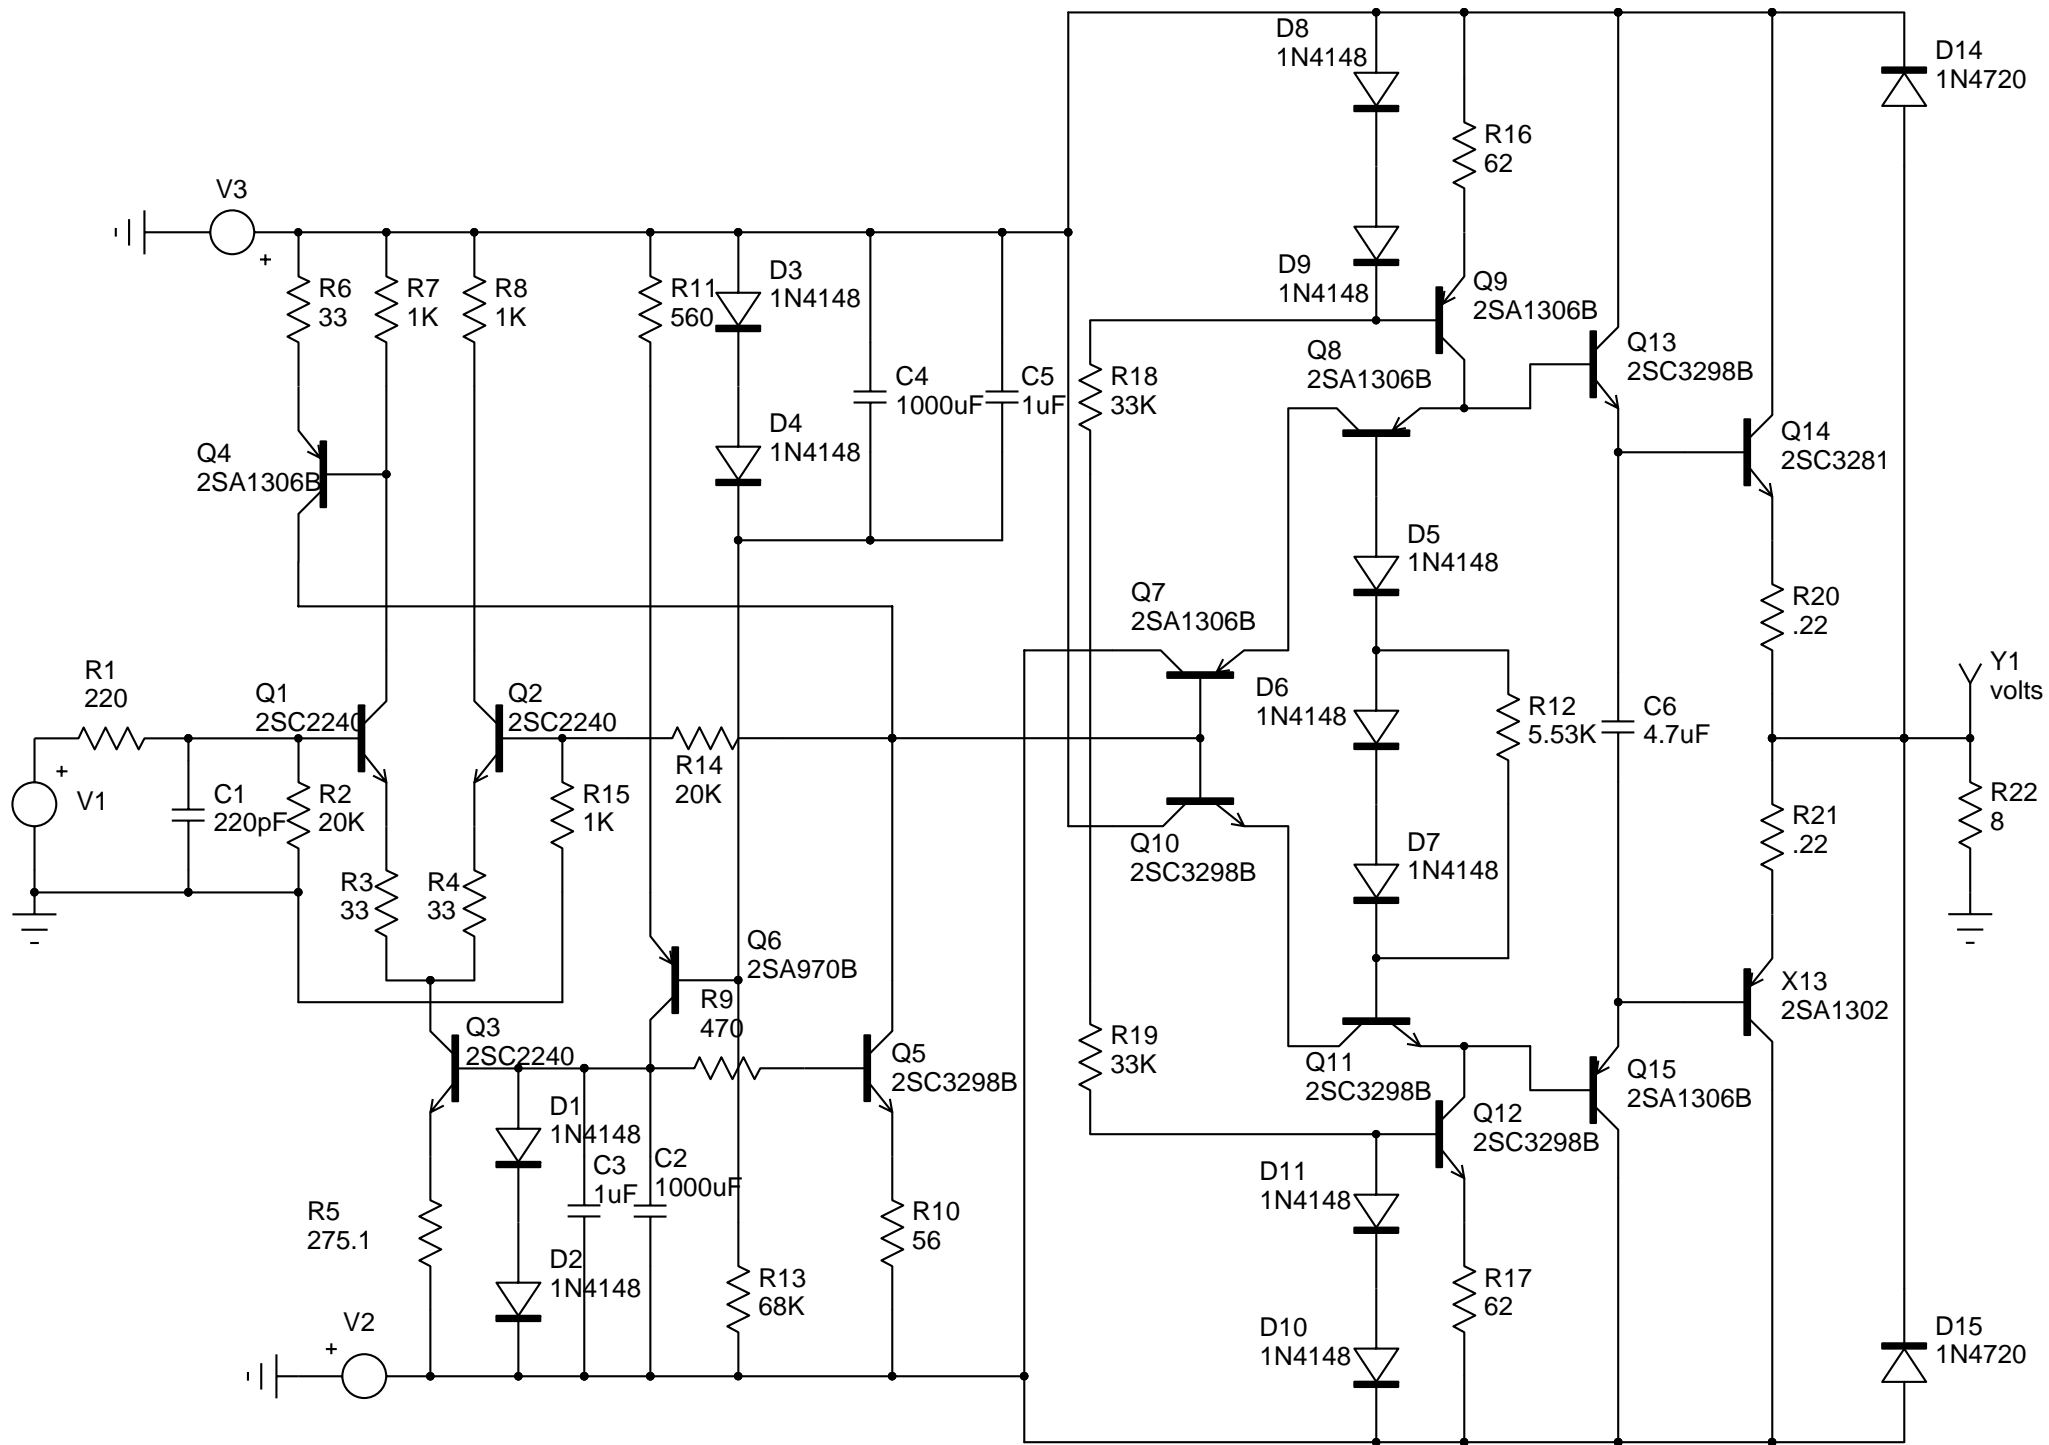 D8
1N4148
D14
1N4720
R16
62
V3
+
D9
1N4148
Q9
2SA1306B
R6
33
R7
1K
R8
1K
R11
560
D3
1N4148
Q8
2SA1306B
Q13
2SC3298B
C4
1000uF
C5
1uF
R18
33K
Q4
2SA1306B
D4
1N4148
Q14
2SC3281
D5
1N4148
Q7
2SA1306B
R20
.22
R1
220
Q1
2SC2240
Q2
2SC2240
D6
1N4148
R12
5.53K
C6
4.7uF
Y1
volts
+
V1
C1
220pF
R2
20K
R14
20K
R15
1K
Q10
2SC3298B
D7
1N4148
R21
.22
R22
8
R3
33
R4
33
Q6
2SA970B
R9
470
X13
2SA1302
Q3
2SC2240
Q5
2SC3298B
R19
33K
Q11
2SC3298B
Q15
2SA1306B
D1
1N4148
Q12
2SC3298B
C3
1uF
C2
1000uF
D11
1N4148
R5
275.1
R10
56
D2
1N4148
R13
68K
R17
62
V2
+
D10
1N4148
D15
1N4720